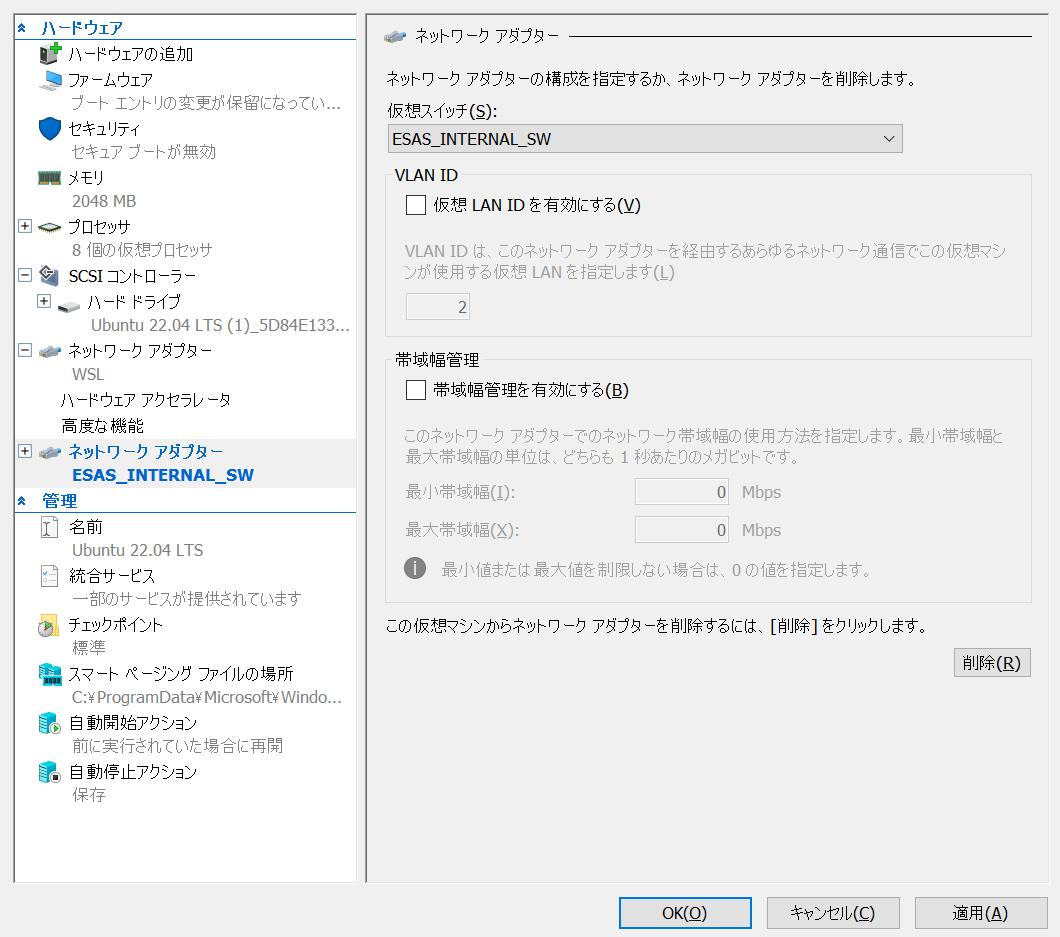 ハードウェア
ハードウェアの追加
ファームウェア
ブート エントリの変更が保留になってい...
セキュリティ
セキュア ブートが無効
メモリ
2048 MB
プロセッサ
8 個の仮想プロセッサ
SCSI コントローラー
ハード ドライブ
Ubuntu 22.04 LTS (1)_5D84E133...
ネットワーク アダプター
WSL
ハードウェア アクセラレータ
高度な機能
ネットワーク アダプター
ESAS_INTERNAL_SW
管理
名前
Ubuntu 22.04 LTS
統合サービス
一部のサービスが提供されています
チェックポイント
標準
スマート ページング ファイルの場所
C:¥ProgramData¥Microsoft¥Windo...
自動開始アクション
前に実行されていた場合に再開
自動停止アクション
保存
ネットワーク アダプター
ネットワーク アダプターの構成を指定するか、ネットワーク アダプターを削除します。
仮想スイッチ(S):
ESAS_INTERNAL_SW
VLAN ID
仮想 LAN ID を有効にする(V)
VLAN ID は、このネットワーク アダプターを経由するあらゆるネットワーク通信でこの仮想マシ
ンが使用する仮想 LAN を指定します(L)
2
帯域幅管理
帯域幅管理を有効にする(B)
このネットワーク アダプターでのネットワーク帯域幅の使用方法を指定します。最小帯域幅と
最大帯域幅の単位は、どちらも 1 秒あたりのメガビットです。
最小帯域幅(I): 0 Mbps
最大帯域幅(X): 0 Mbps
最小値または最大値を制限しない場合は、0 の値を指定します。
この仮想マシンからネットワーク アダプターを削除するには、[削除] をクリックします。
削除(R)
OK(O) キャンセル(C) 適用(A)